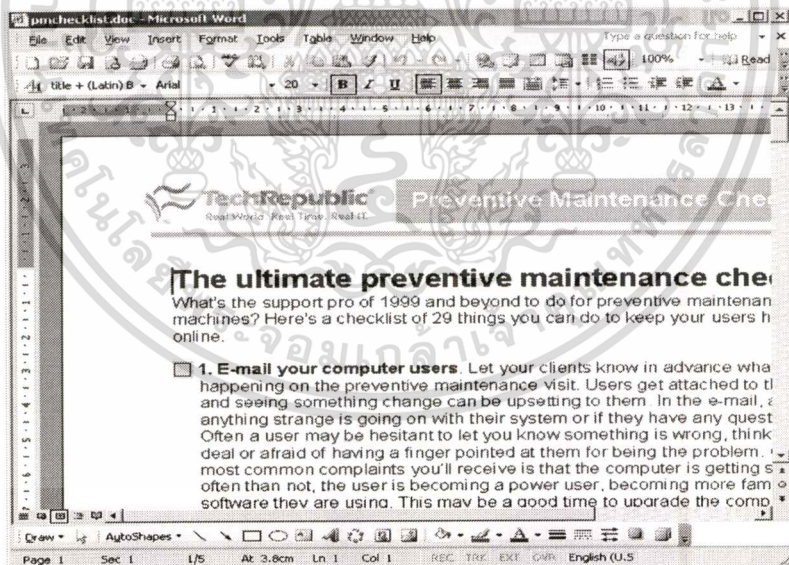 pmchecklist.doc - Microsoft Word
File Edit View Insert Format Tools Table Window Help Type a question for help
100% Read
title + (Latin) B Arial 20 B I U A
TechRepublic
Real World. Real Time. Real IT.
Preventive Maintenance Chec
The ultimate preventive maintenance che
What's the support pro of 1999 and beyond to do for preventive maintenan
machines? Here's a checklist of 29 things you can do to keep your users h
online.
1. E-mail your computer users. Let your clients know in advance wha
happening on the preventive maintenance visit. Users get attached to t
and seeing something change can be upsetting to them. In the e-mail, a
anything strange is going on with their system or if they have any quest
Often a user may be hesitant to let you know something is wrong, think
deal or afraid of having a finger pointed at them for being the problem.
most common complaints you'll receive is that the computer is getting s
often than not, the user is becoming a power user, becoming more fam
software they are using. This may be a good time to upgrade the comp
Draw AutoShapes
Page 1 Sec 1 1/5 At 3.8cm Ln 1 Col 1 REC TRK EXT OVR English (U.S